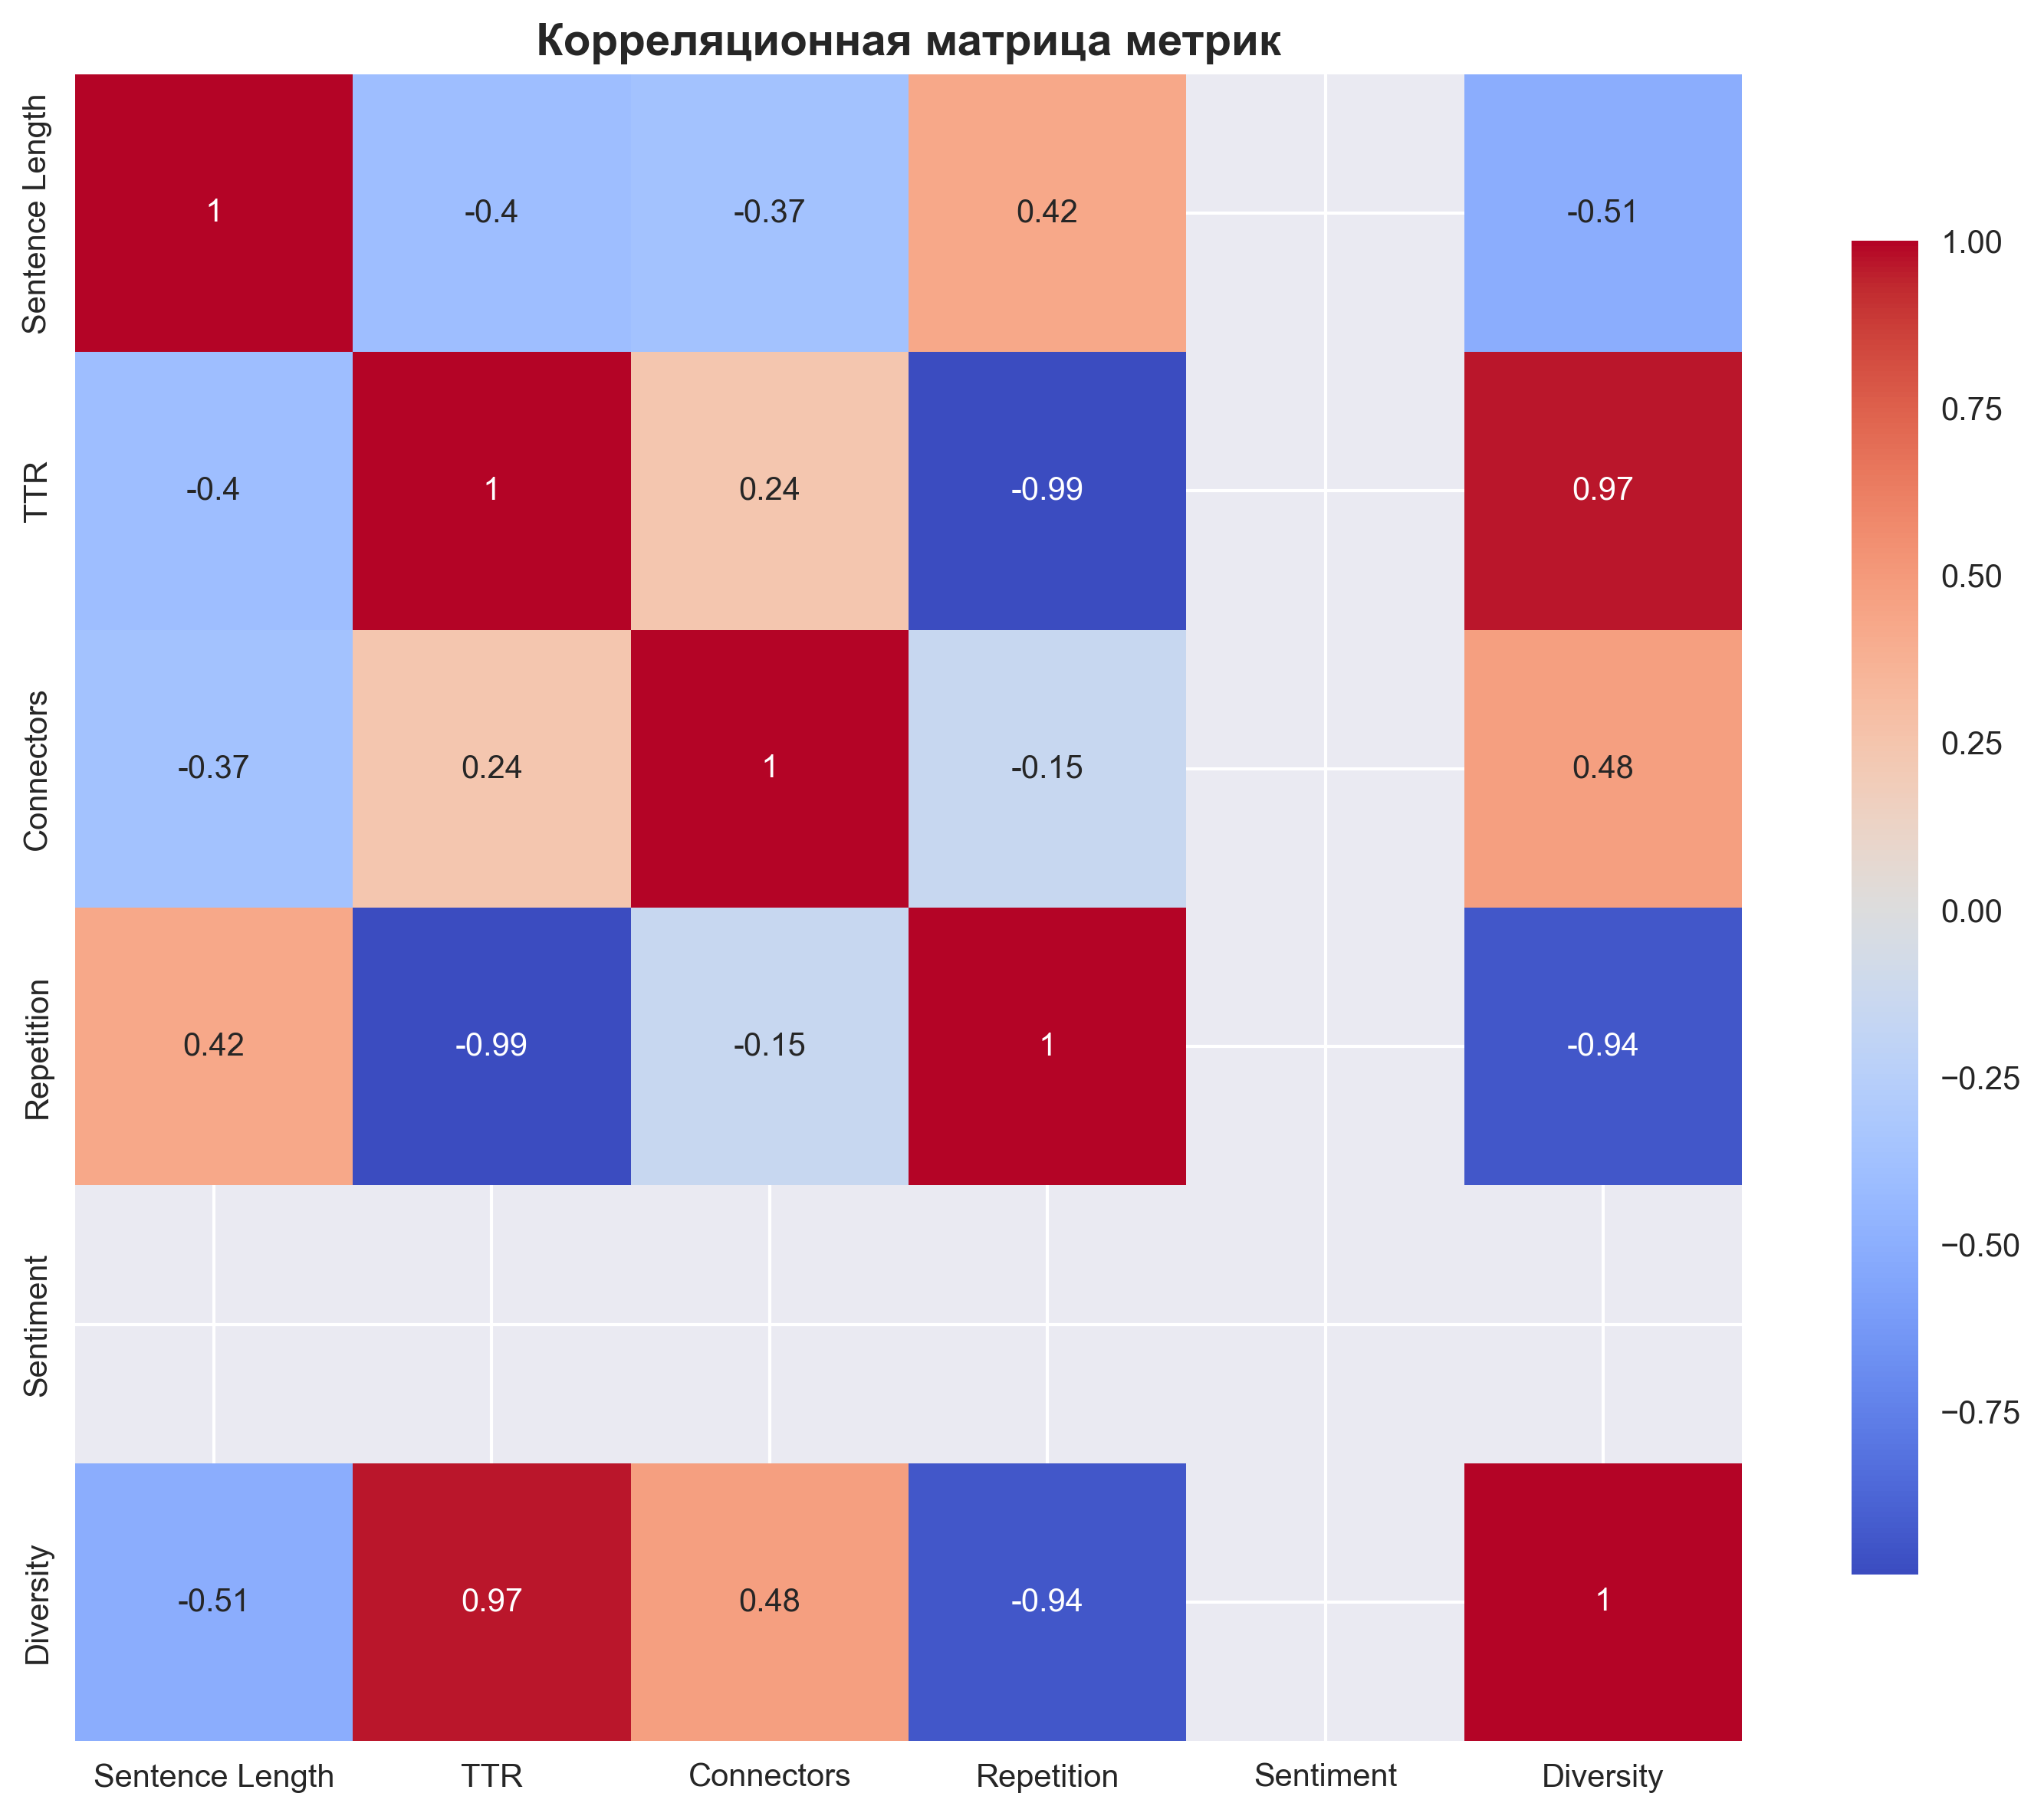 Корреляционная матрица метрик
Sentence Length
1
-0.4
-0.37
0.42
-0.51
TTR
-0.4
1
0.24
-0.99
0.97
Connectors
-0.37
0.24
1
-0.15
0.48
Repetition
0.42
-0.99
-0.15
1
-0.94
Sentiment
Diversity
-0.51
0.97
0.48
-0.94
1
Sentence Length
TTR
Connectors
Repetition
Sentiment
Diversity
1.00
0.75
0.50
0.25
0.00
−0.25
−0.50
−0.75